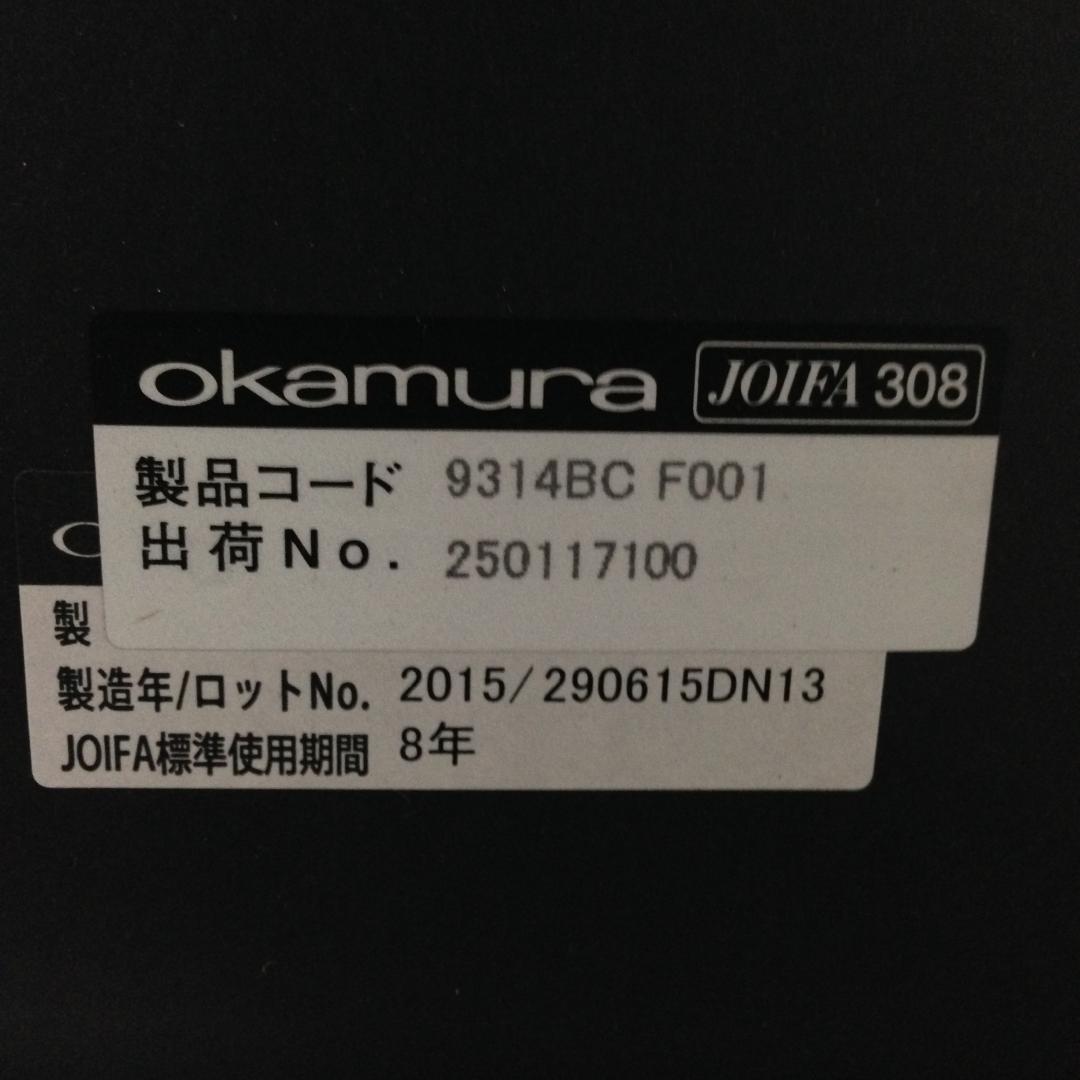 okamura JOIFA 308
製品コード 9314BC F001
出荷No. 250117100
製
製造年/ロットNo. 2015/290615DN13
JOIFA標準使用期間 8年